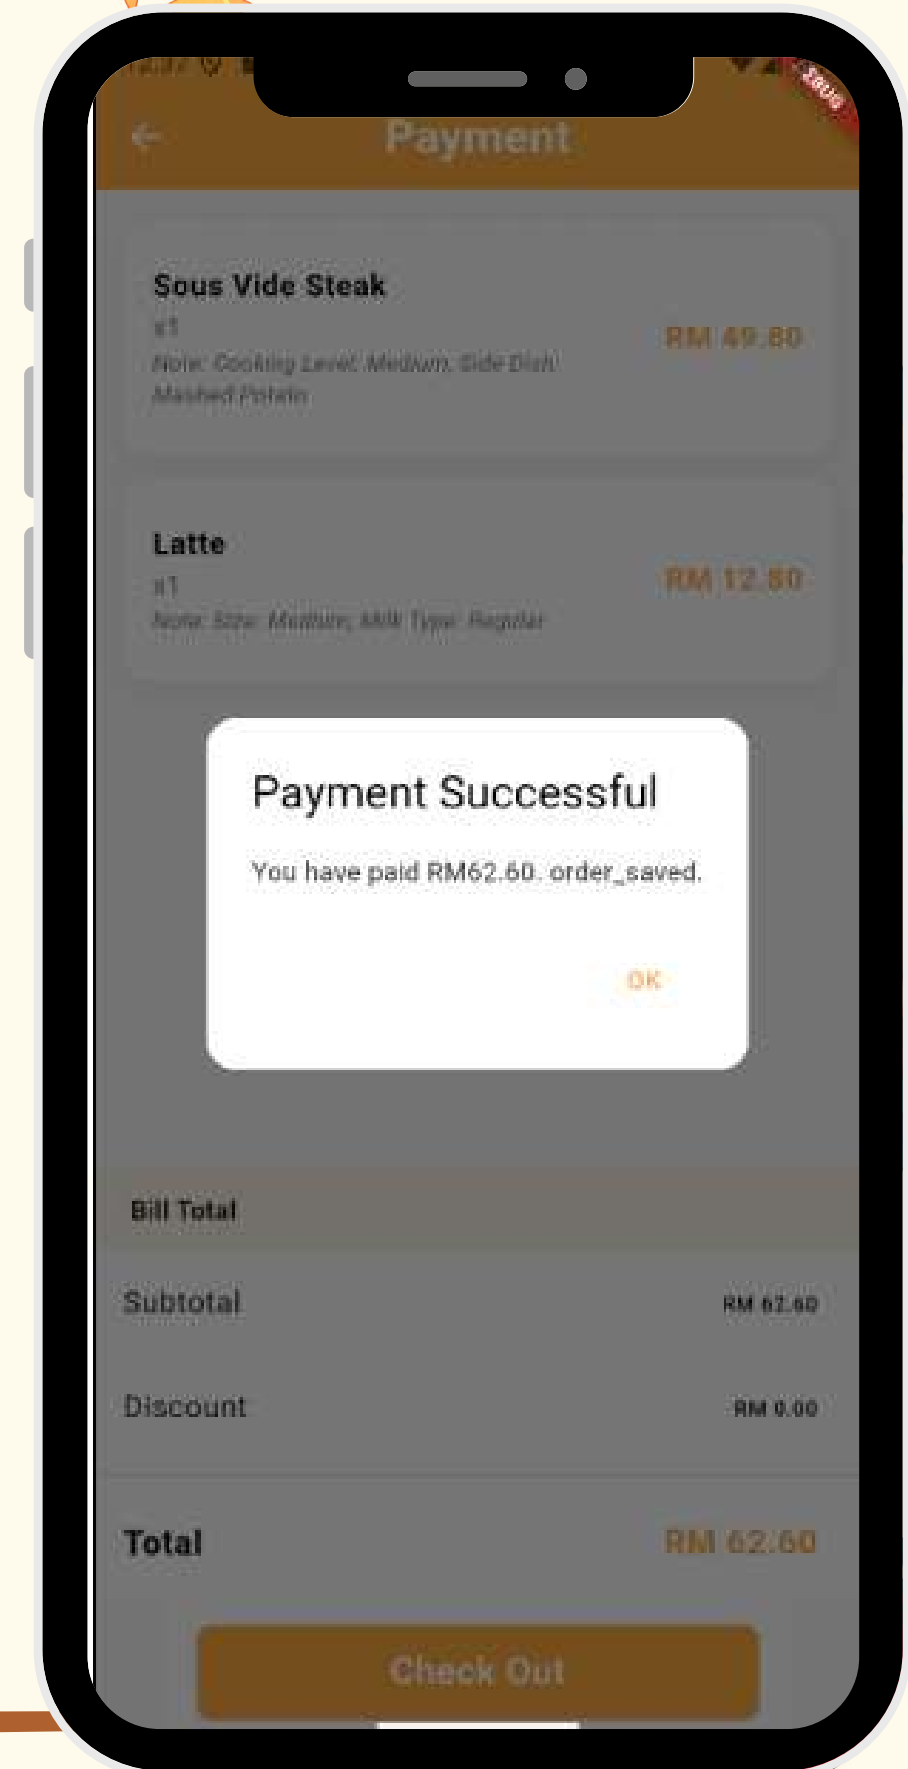 Payment
Sous Vide Steak
x1
RM 49.80
Note: Cooking Level: Medium, Side Dish:
Mashed Potato
Latte
x1
RM 12.80
Note: Size: Medium, Milk Type: Regular
Payment Successful
You have paid RM62.60. order_saved.
OK
Bill Total
Subtotal
RM 62.60
Discount
RM 0.00
Total
RM 62.60
Check Out